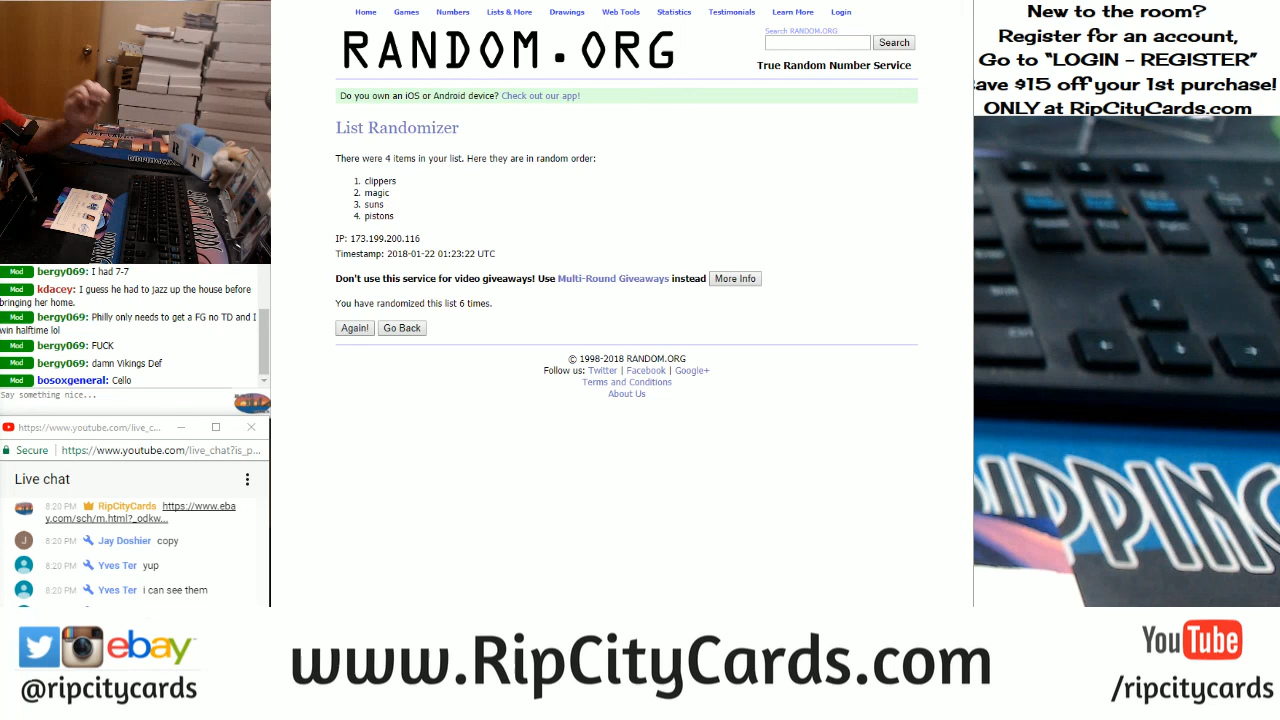 Home Games Numbers Lists & More Drawings Web Tools Statistics Testimonials Learn More Login
RANDOM.ORG
Search RANDOM.ORG
Search
True Random Number Service
Do you own an iOS or Android device? Check out our app!
List Randomizer
There were 4 items in your list. Here they are in random order:
1. clippers
2. magic
3. suns
4. pistons
IP: 173.199.200.116
Timestamp: 2018-01-22 01:23:22 UTC
Don't use this service for video giveaways! Use Multi-Round Giveaways instead More Info
You have randomized this list 6 times.
Again! Go Back
© 1998-2018 RANDOM.ORG
Follow us: Twitter | Facebook | Google+
Terms and Conditions
About Us
New to the room?
Register for an account,
Go to “LOGIN - REGISTER”
ave $15 off your 1st purchase!
ONLY at RipCityCards.com
R T
Mod bergy069: I had 7-7
Mod kdacey: I guess he had to jazz up the house before
bringing her home.
Mod bergy069: Philly only needs to get a FG no TD and I
win halftime lol
Mod bergy069: FUCK
Mod bergy069: damn Vikings Def
Mod bosoxgeneral: Cello
Say something nice...
https://www.youtube.com/live_c...
Secure https://www.youtube.com/live_chat?is_p...
Live chat
8:20 PM RipCityCards https://www.eba
y.com/sch/m.html?_odkw...
J 8:20 PM Jay Doshier copy
8:20 PM Yves Ter yup
8:20 PM Yves Ter i can see them
IPPING
ebay
@ripcitycards
www.RipCityCards.com
YouTube
/ripcitycards